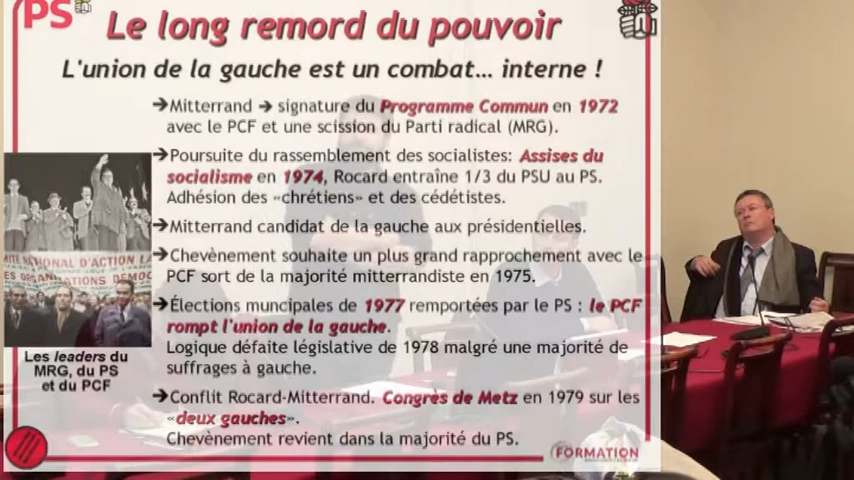 PS
Le long remord du pouvoir
L'union de la gauche est un combat... interne !
➔Mitterrand ➔ signature du Programme Commun en 1972
avec le PCF et une scission du Parti radical (MRG).
➔Poursuite du rassemblement des socialistes: Assises du
socialisme en 1974, Rocard entraîne 1/3 du PSU au PS.
Adhésion des «chrétiens» et des cédétistes.
➔Mitterrand candidat de la gauche aux présidentielles.
➔Chevènement souhaite un plus grand rapprochement avec le
PCF sort de la majorité mitterrandiste en 1975.
➔Élections muncipales de 1977 remportées par le PS : le PCF
rompt l'union de la gauche.
Logique défaite législative de 1978 malgré une majorité de
suffrages à gauche.
➔Conflit Rocard-Mitterrand. Congrès de Metz en 1979 sur les
«deux gauches».
Chevènement revient dans la majorité du PS.
NATIONAL D'ACTION
Les leaders du
MRG, du PS
et du PCF
FORMATION